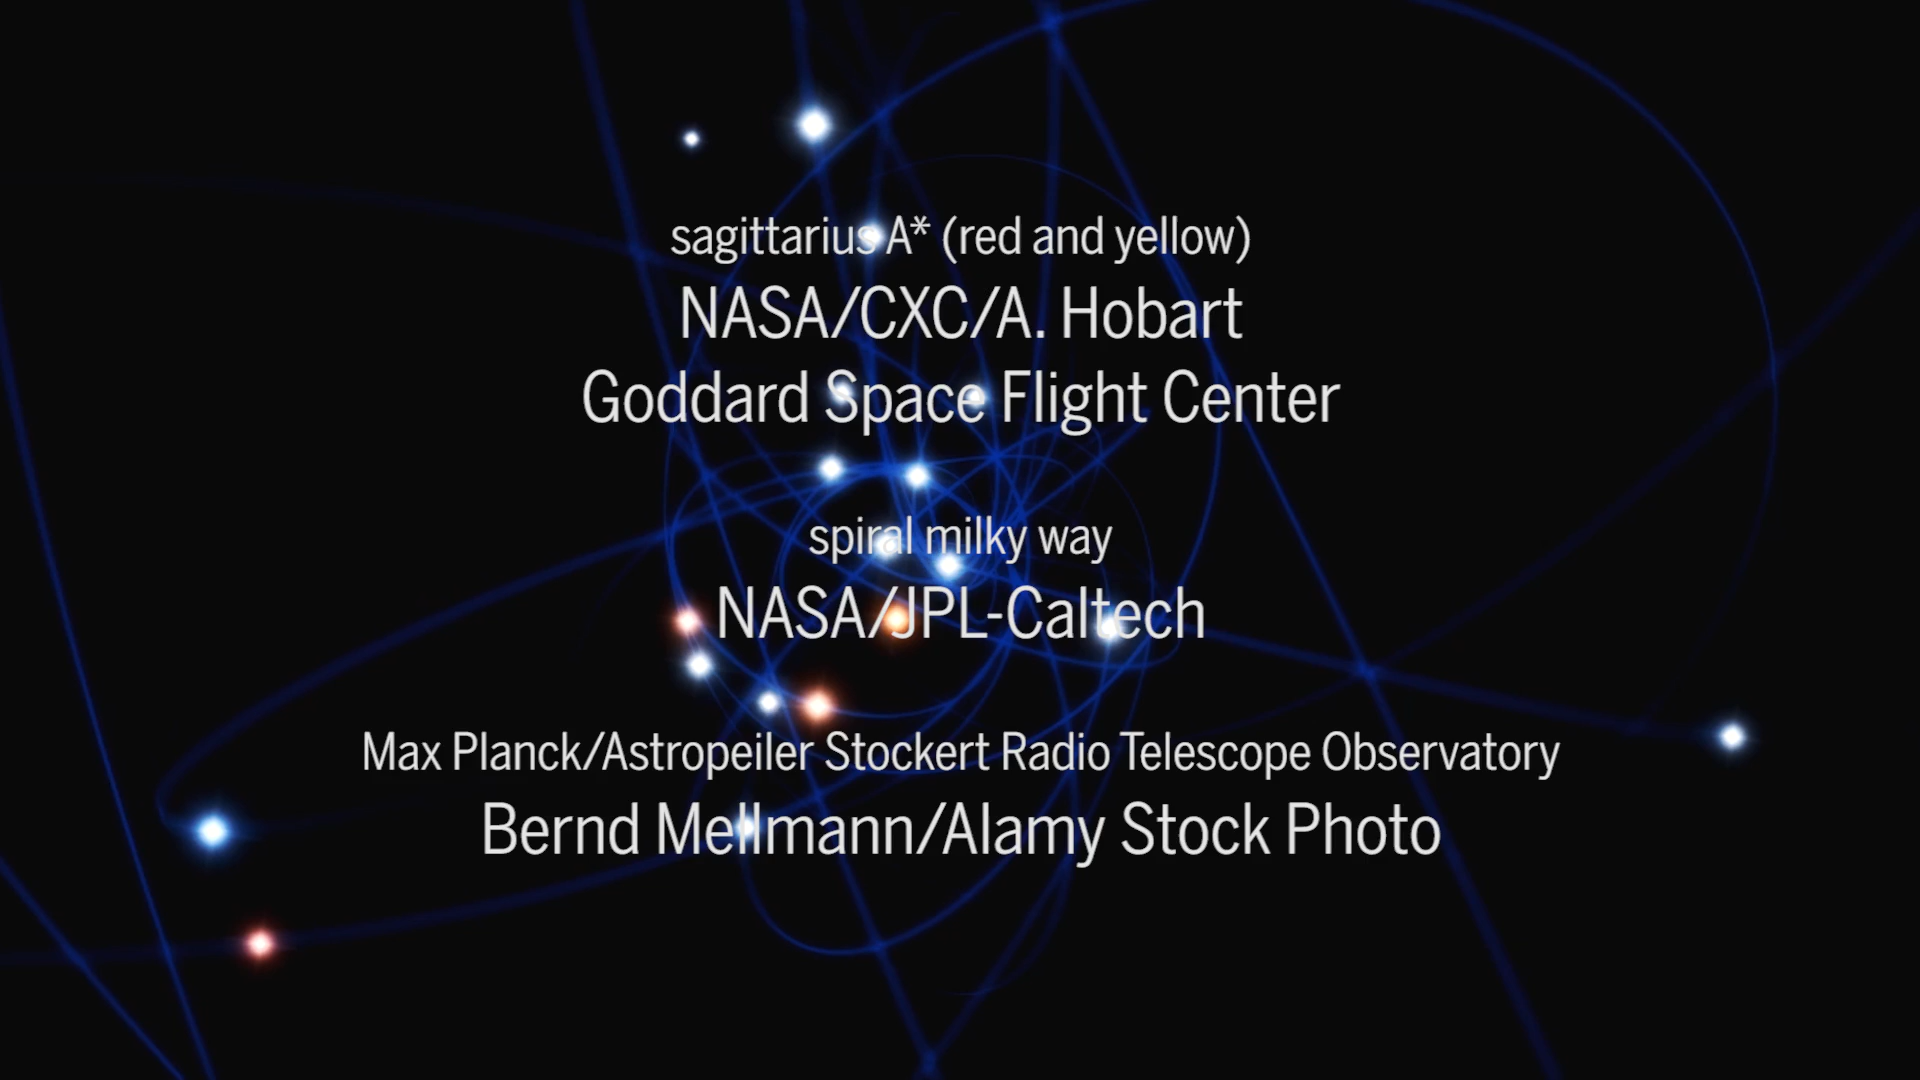 sagittarius A* (red and yellow)
NASA/CXC/A. Hobart
Goddard Space Flight Center
spiral milky way
NASA/JPL-Caltech
Max Planck/Astropeiler Stockert Radio Telescope Observatory
Bernd Mellmann/Alamy Stock Photo